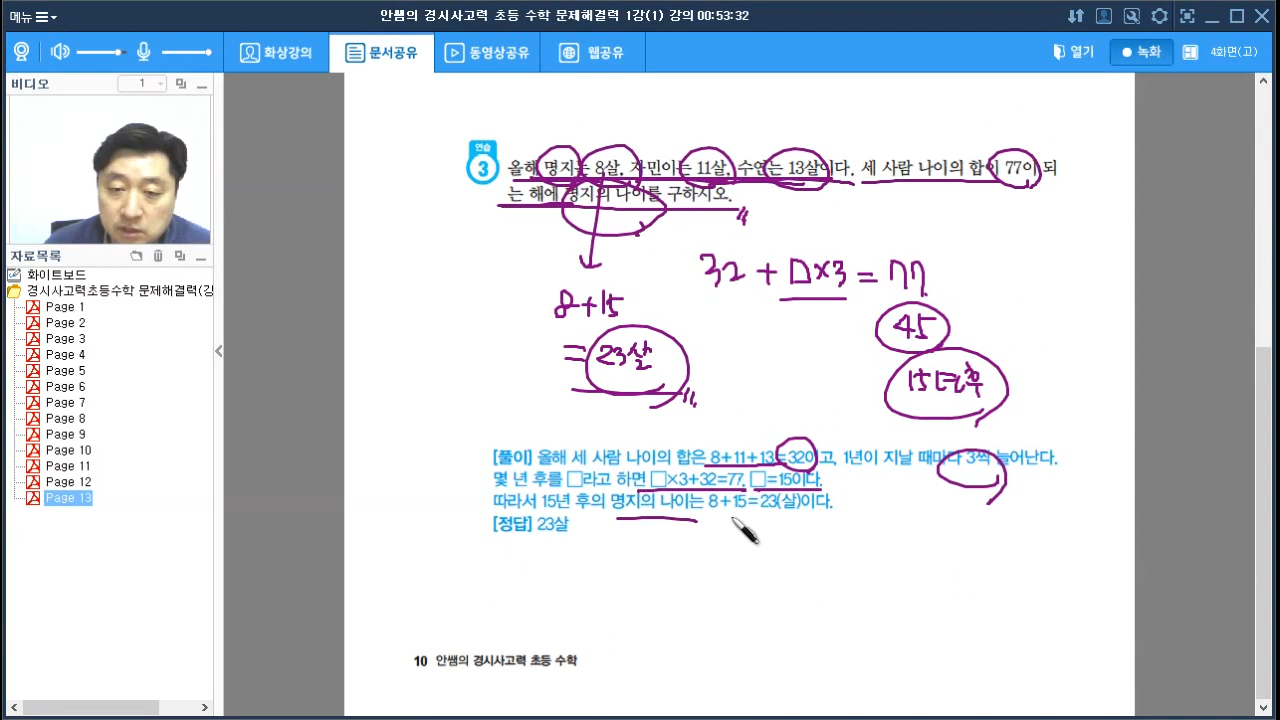 메뉴
안쌤의 경시사고력 초등 수학 문제해결력 1강(1) 강의 00:53:32
화상강의
문서공유
동영상공유
웹공유
열기
녹화
4화면(고)
비디오
1
자료목록
화이트보드
경시사고력초등수학 문제해결력(강
Page 1
Page 2
Page 3
Page 4
Page 5
Page 6
Page 7
Page 8
Page 9
Page 10
Page 11
Page 12
Page 13
연습
3
올해 명지는 8살, 자민이는 11살, 수연는 13살이다. 세 사람 나이의 합이 77이 되
는 해에 명지의 나이를 구하시오.
32 + □×3 = 77
8+15
45
= 23살
15년후
[풀이] 올해 세 사람 나이의 합은 8+11+13=32이고, 1년이 지날 때마다 3씩 늘어난다.
몇 년 후를 □라고 하면 □×3+32=77, □=15이다.
따라서 15년 후의 명지의 나이는 8+15=23(살)이다.
[정답] 23살
10 안쌤의 경시사고력 초등 수학